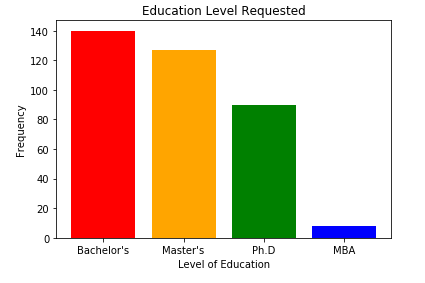 Education Level Requested
140
120
100
80
60
40
20
0
Frequency
Bachelor's Master's Ph.D MBA
Level of Education